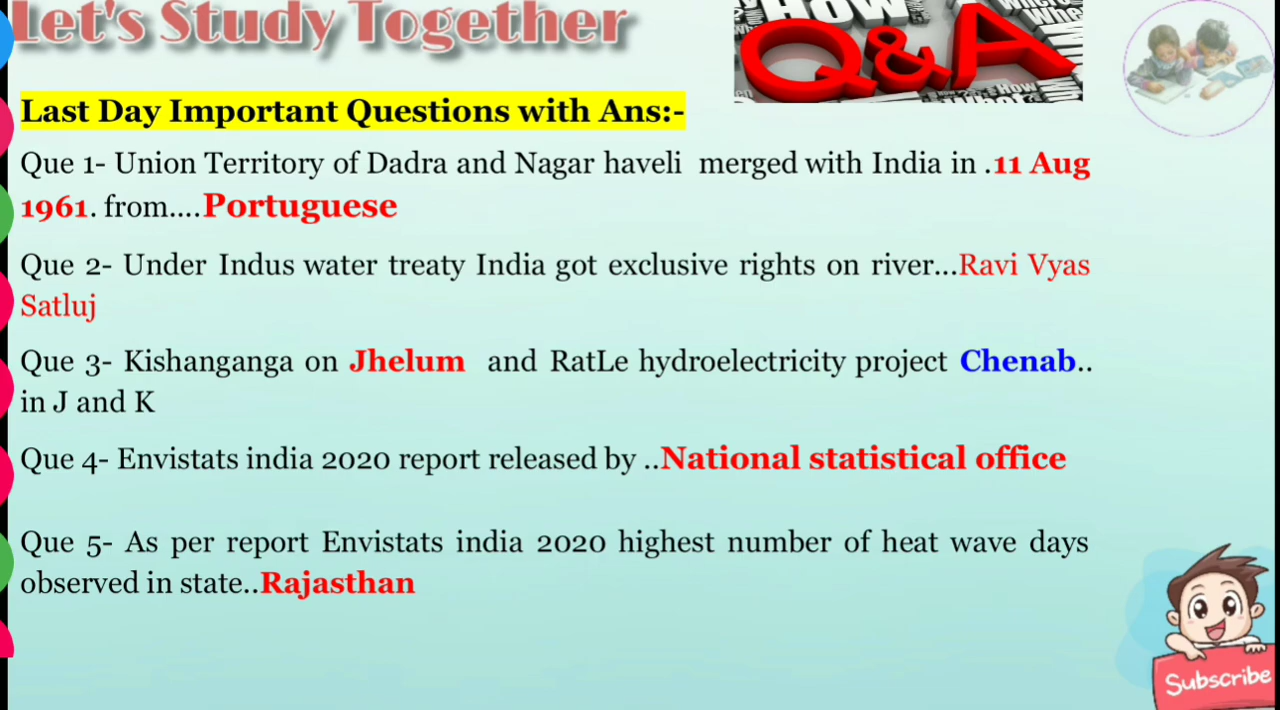 Let's Study Together
HOW
Q&A
Last Day Important Questions with Ans:-
Que 1- Union Territory of Dadra and Nagar haveli merged with India in .11 Aug
1961. from....Portuguese
Que 2- Under Indus water treaty India got exclusive rights on river...Ravi Vyas
Satluj
Que 3- Kishanganga on Jhelum and RatLe hydroelectricity project Chenab..
in J and K
Que 4- Envistats india 2020 report released by ..National statistical office
Que 5- As per report Envistats india 2020 highest number of heat wave days
observed in state..Rajasthan
Subscribe